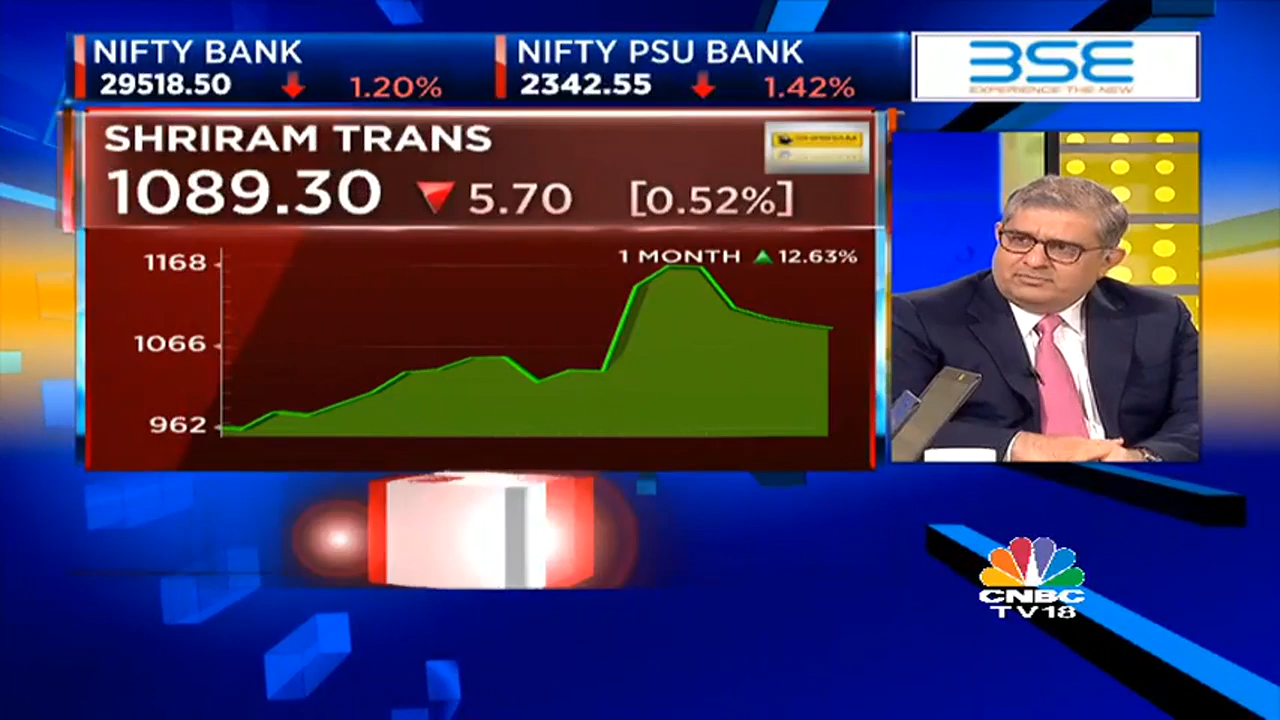 NIFTY BANK
29518.50 1.20%
NIFTY PSU BANK
2342.55 1.42%
BSE
EXPERIENCE THE NEW
SHRIRAM TRANS
SHRIRAM
1089.30 5.70 [0.52%]
1 MONTH 12.63%
1168
1066
962
CNBC
TV18